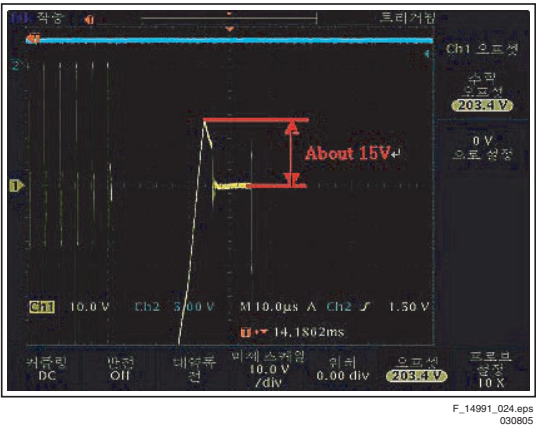 Tek 작동
트리거됨
Ch1 오프셋
수직
오프셋
203.4 V
0 V
으로 설정
2
1
About 15V↵
Ch1 10.0 V Ch2 5.00 V M 10.0µs A Ch2 ∫ 1.50 V
14.1862ms
커플링
DC
반전
Off
대역폭
전
미세 스케일
10.0 V
/div
위치
0.00 div
오프셋
203.4 V
프로브
설정
10 X
F_14991_024.eps
030805